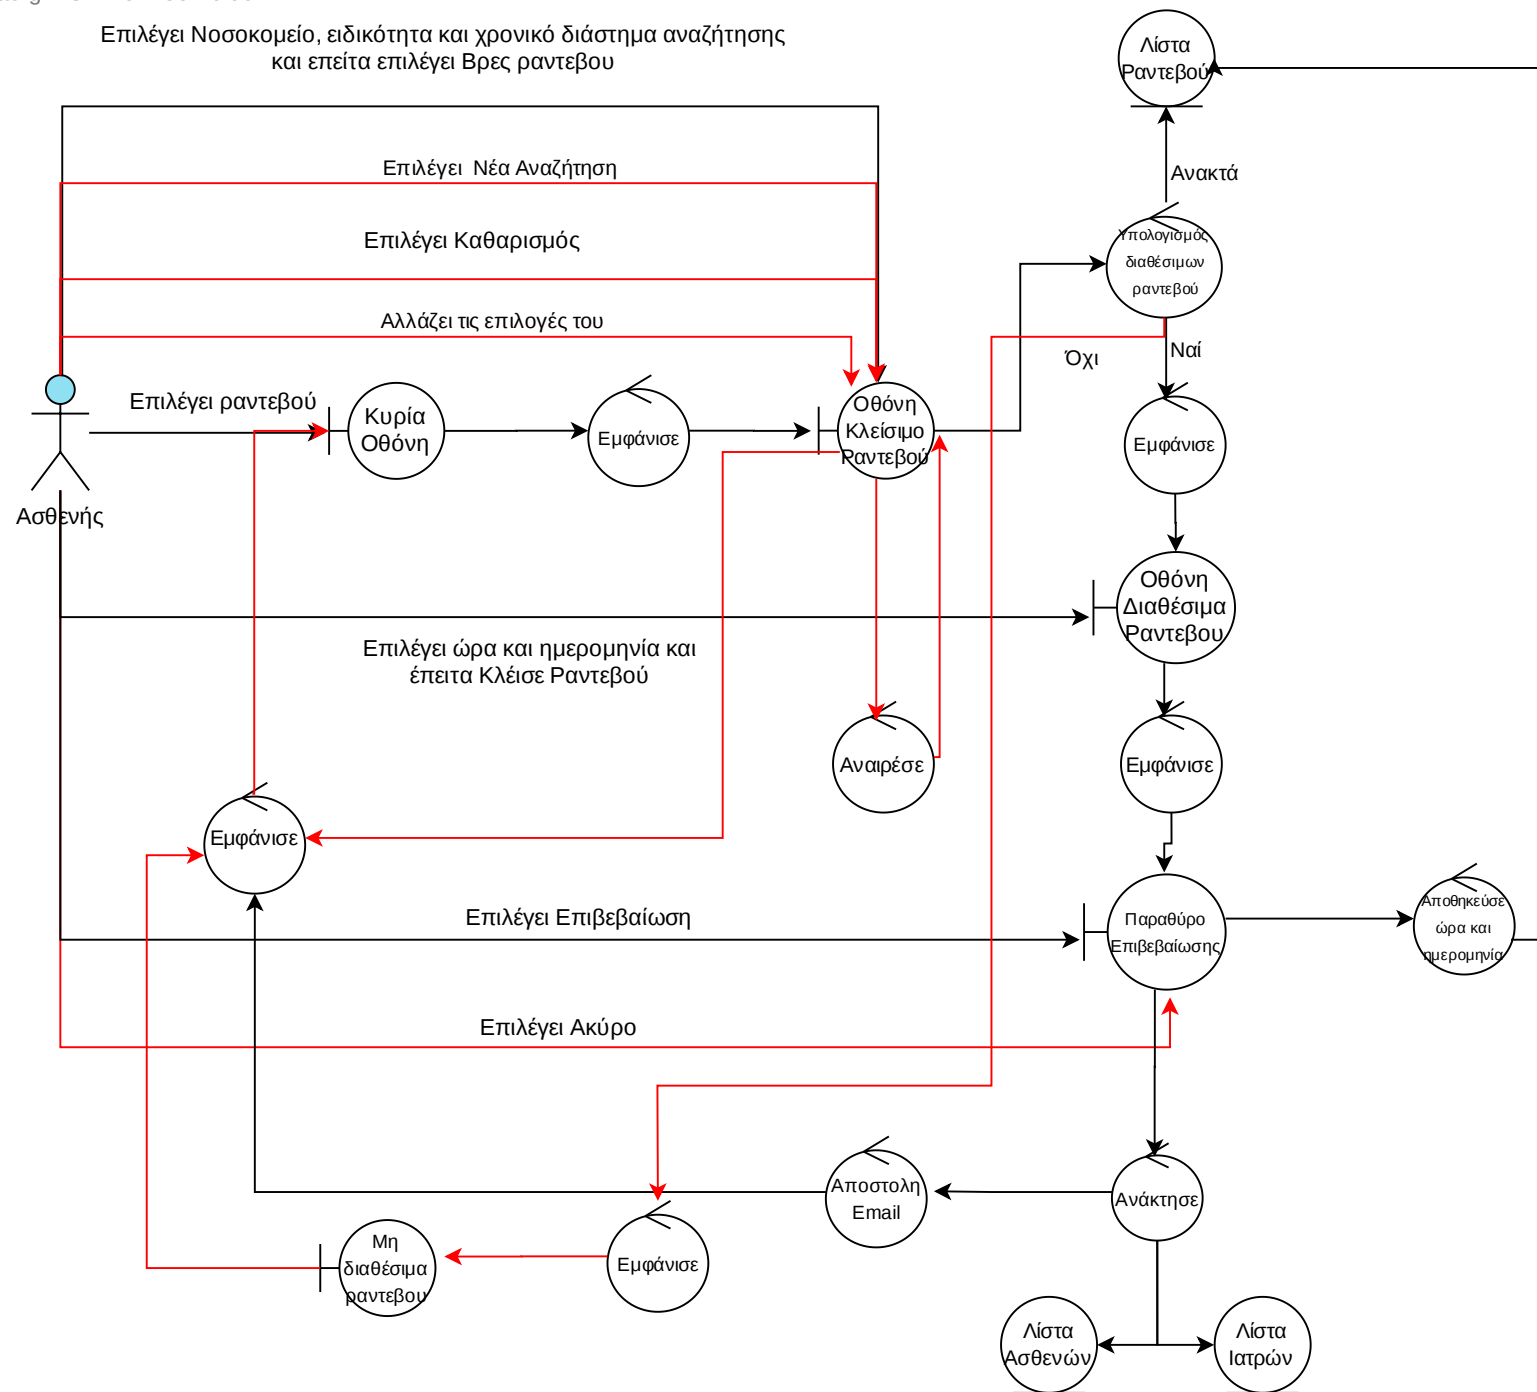 Επιλέγει Νοσοκομείο, ειδικότητα και χρονικό διάστημα αναζήτησης
και επείτα επιλέγει Βρες ραντεβου
Λίστα
Ραντεβού
Επιλέγει Νέα Αναζήτηση
Ανακτά
Επιλέγει Καθαρισμός
Υπολογισμός
διαθέσιμων
ραντεβού
Αλλάζει τις επιλογές του
Όχι
Ναί
Επιλέγει ραντεβού
Κυρία
Οθόνη
Εμφάνισε
Οθόνη
Κλείσιμο
Ραντεβού
Εμφάνισε
Ασθενής
Οθόνη
Διαθέσιμα
Ραντεβου
Επιλέγει ώρα και ημερομηνία και
έπειτα Κλέισε Ραντεβού
Αναιρέσε
Εμφάνισε
Εμφάνισε
Επιλέγει Επιβεβαίωση
Παραθύρο
Επιβεβαίωσης
Αποθηκεύσε
ώρα και
ημερομηνία
Επιλέγει Ακύρο
Αποστολη
Email
Ανάκτησε
Μη
διαθέσιμα
ραντεβου
Εμφάνισε
Λίστα
Ασθενών
Λίστα
Ιατρών